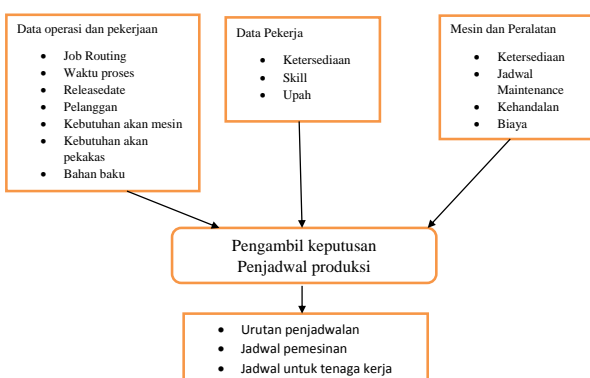 Data operasi dan pekerjaan
• Job Routing
• Waktu proses
• Releasedate
• Pelanggan
• Kebutuhan akan mesin
• Kebutuhan akan
pekakas
• Bahan baku
Data Pekerja
• Ketersediaan
• Skill
• Upah
Mesin dan Peralatan
• Ketersediaan
• Jadwal
Maintenance
• Kehandalan
• Biaya
Pengambil keputusan
Penjadwal produksi
• Urutan penjadwalan
• Jadwal pemesinan
• Jadwal untuk tenaga kerja